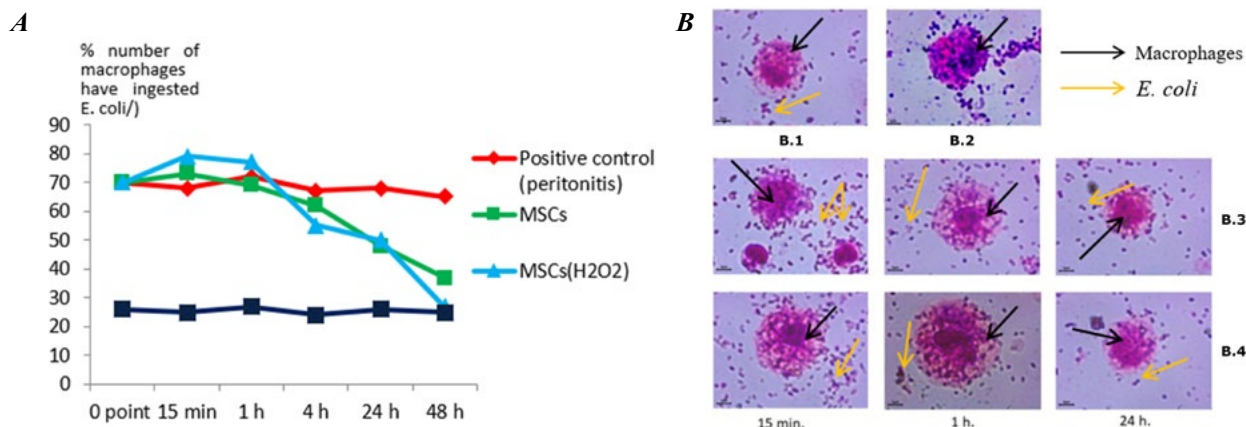 A
% number of
macrophages
have ingested
E. coli/)
90
80
70
60
50
40
30
20
10
0
0 point
15 min
1 h
4 h
24 h
48 h
Positive control
(peritonitis)
MSCs
MSCs(H2O2)
B
Macrophages
E. coli
B.1
B.2
B.3
B.4
15 min.
1 h.
24 h.